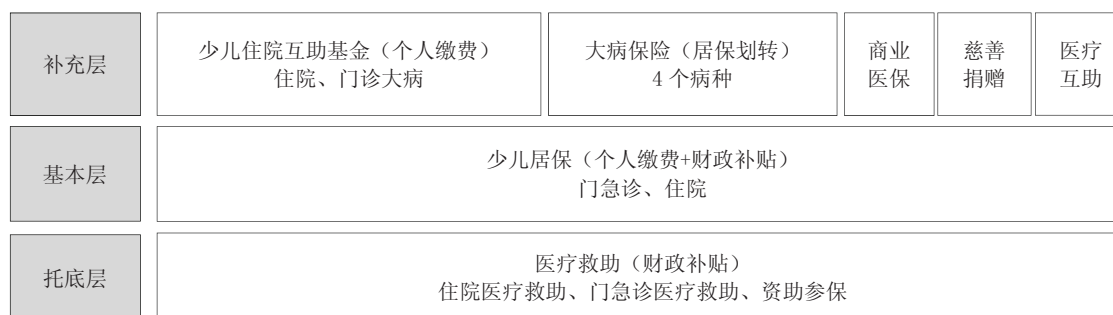 补充层
少儿住院互助基金（个人缴费）
住院、门诊大病
大病保险（居保划转）
4 个病种
商业
医保
慈善
捐赠
医疗
互助
基本层
少儿居保（个人缴费+财政补贴）
门急诊、住院
托底层
医疗救助（财政补贴）
住院医疗救助、门急诊医疗救助、资助参保